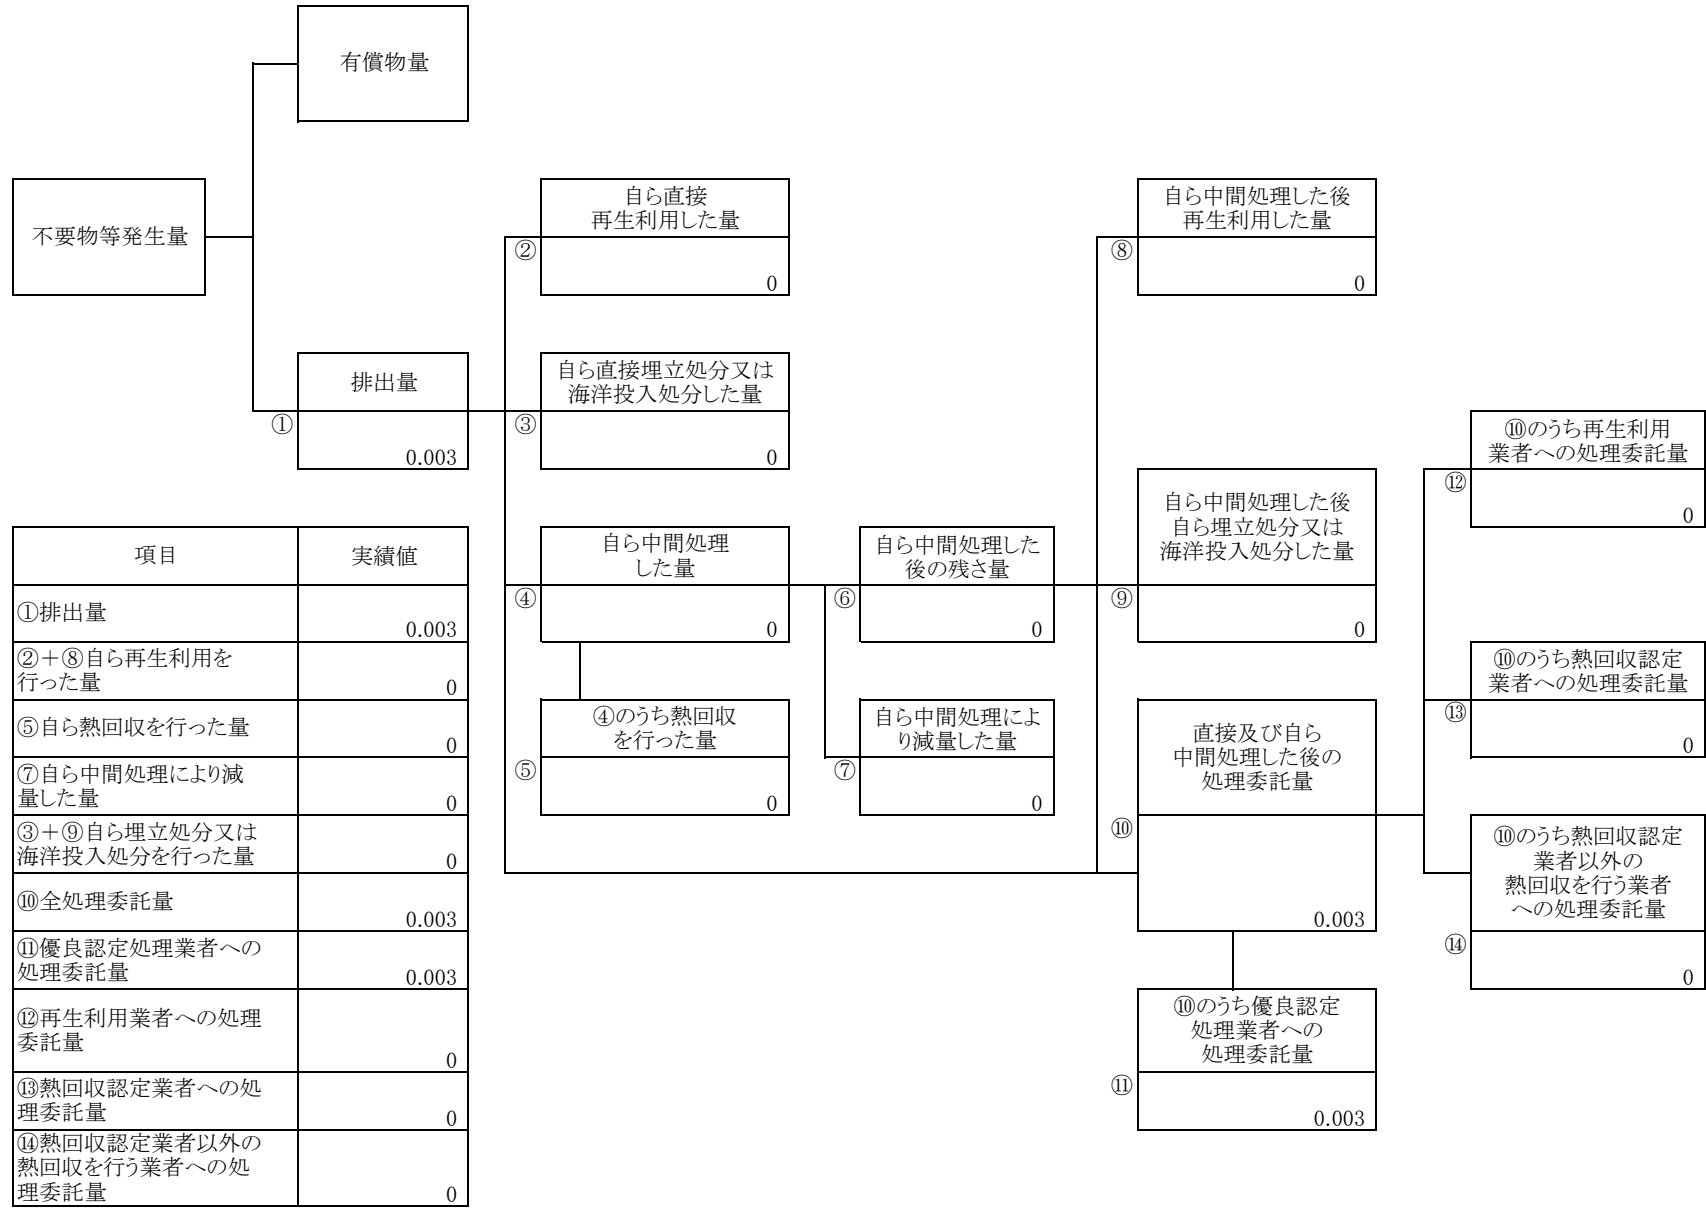 有償物量
不要物等発生量
自ら直接
再生利用した量
②
0
自ら中間処理した後
再生利用した量
⑧
0
排出量
①
0.003
自ら直接埋立処分又は
海洋投入処分した量
③
0
⑩のうち再生利用
業者への処理委託量
⑫
0
自ら中間処理
した量
④
0
自ら中間処理した
後の残さ量
⑥
0
自ら中間処理した後
自ら埋立処分又は
海洋投入処分した量
⑨
0
⑩のうち熱回収認定
業者への処理委託量
⑬
0
④のうち熱回収
を行った量
⑤
0
自ら中間処理によ
り減量した量
⑦
0
直接及び自ら
中間処理した後の
処理委託量
⑩
0.003
⑩のうち熱回収認定
業者以外の
熱回収を行う業者
への処理委託量
⑭
0
⑩のうち優良認定
処理業者への
処理委託量
⑪
0.003
項目 実績値
①排出量
0.003
②＋⑧自ら再生利用を
行った量
0
⑤自ら熱回収を行った量
0
⑦自ら中間処理により減
量した量
0
③＋⑨自ら埋立処分又は
海洋投入処分を行った量
0
⑩全処理委託量
0.003
⑪優良認定処理業者への
処理委託量
0.003
⑫再生利用業者への処理
委託量
0
⑬熱回収認定業者への処
理委託量
0
⑭熱回収認定業者以外の
熱回収を行う業者への処
理委託量
0